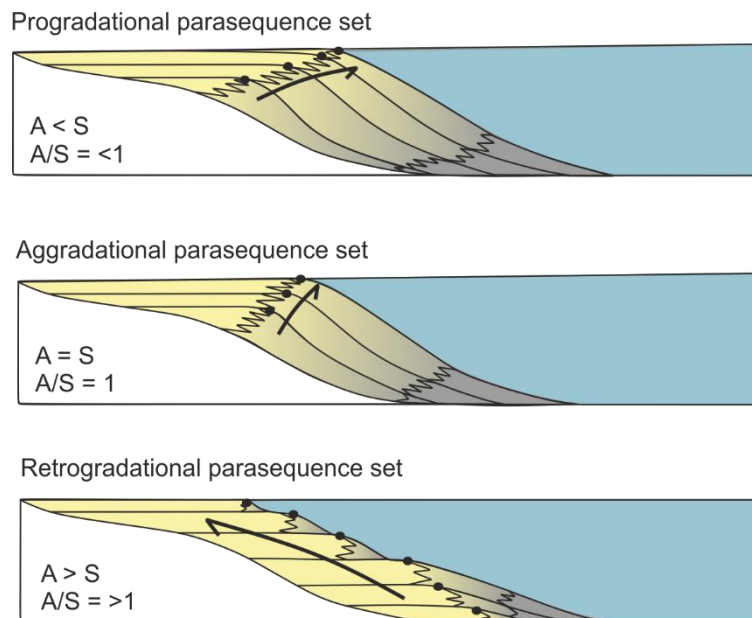 Progradational parasequence set
A < S
A/S = <1
Aggradational parasequence set
A = S
A/S = 1
Retrogradational parasequence set
A > S
A/S = >1